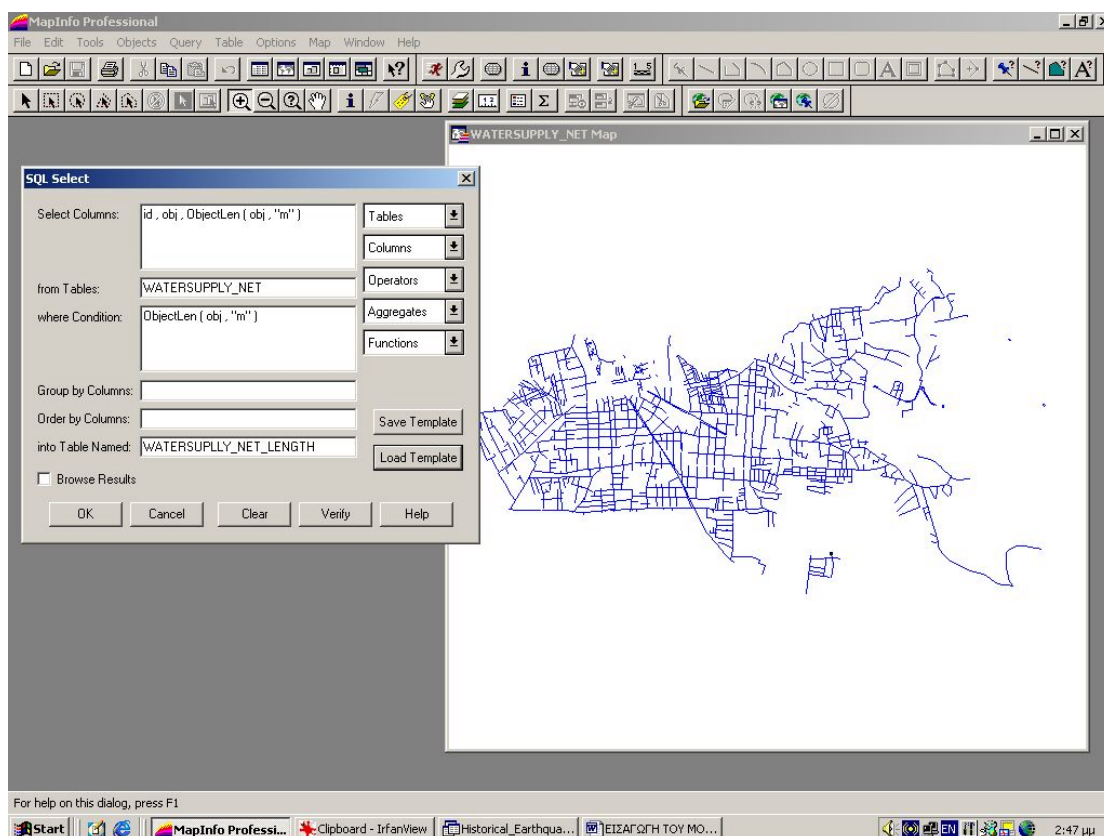 MapInfo Professional
File Edit Tools Objects Query Table Options Map Window Help
WATERSUPPLY_NET Map
SQL Select
Select Columns: id , obj , ObjectLen ( obj , "m" ) Tables
Columns
from Tables: WATERSUPPLY_NET Operators
where Condition: ObjectLen ( obj , "m" ) Aggregates
Functions
Group by Columns:
Order by Columns: Save Template
into Table Named: WATERSUPLLY_NET_LENGTH Load Template
Browse Results
OK Cancel Clear Verify Help
For help on this dialog, press F1
Start MapInfo Professi... Clipboard - IrfanView Historical_Earthqua... ΕΙΣΑΓΩΓΗ ΤΟΥ ΜΟ... EN 2:47 μμ